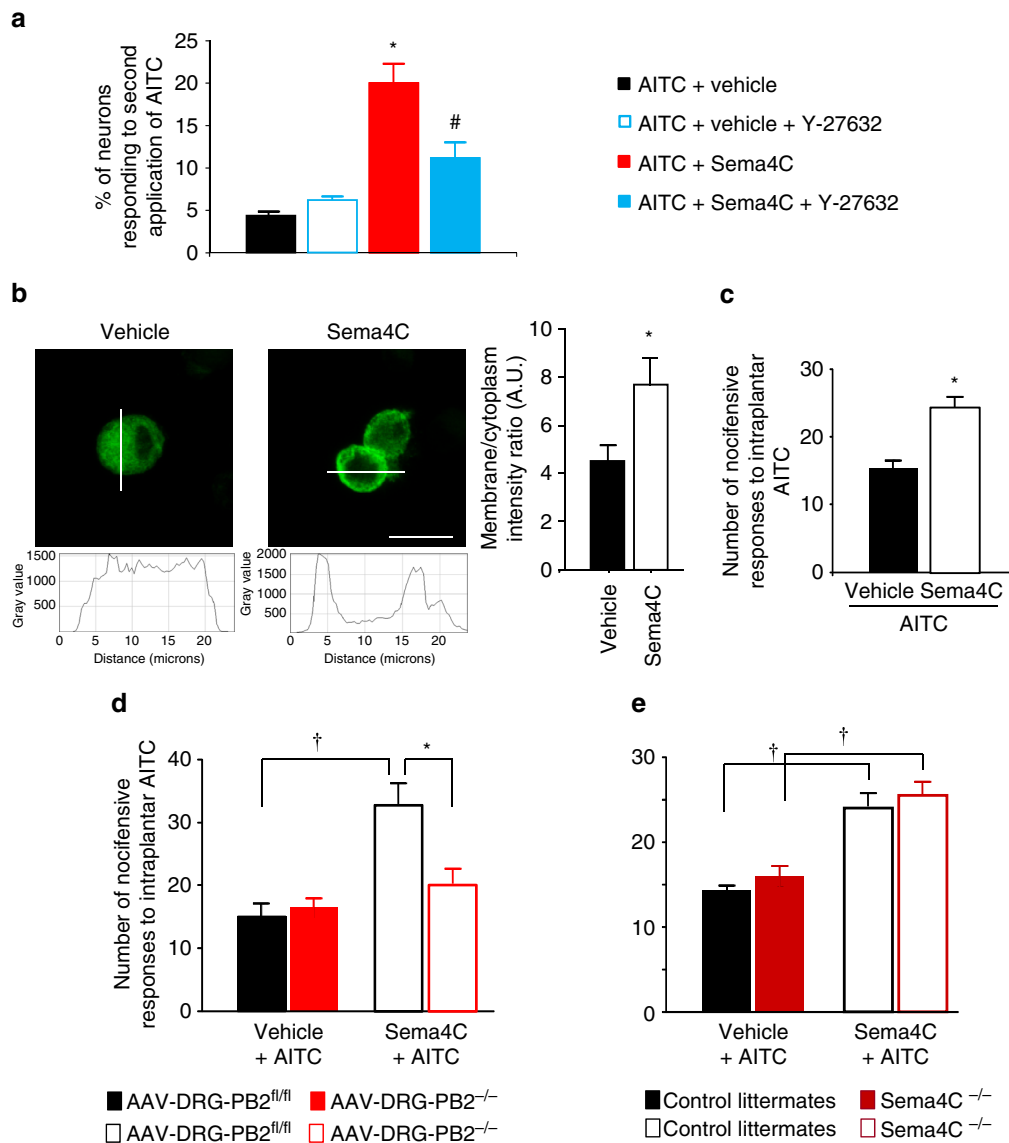 a
% of neurons
responding to second
application of AITC
25
20
15
10
5
0
*
#
AITC + vehicle
AITC + vehicle + Y-27632
AITC + Sema4C
AITC + Sema4C + Y-27632
b
Vehicle
Sema4C
Gray value
1500
1000
500
0 5 10 15 20
Distance (microns)
Gray value
2000
1500
1000
500
0 5 10 15 20
Distance (microns)
Membrane/cytoplasm
intensity ratio (A.U.)
10
8
6
4
2
0
*
Vehicle
Sema4C
c
Number of nocifensive
responses to intraplantar
AITC
30
20
10
0
*
Vehicle Sema4C
AITC
d
Number of nocifensive
responses to intraplantar AITC
40
30
20
10
0
†
*
Vehicle
+ AITC
Sema4C
+ AITC
AAV-DRG-PB2fl/fl
AAV-DRG-PB2–/–
AAV-DRG-PB2fl/fl
AAV-DRG-PB2–/–
e
30
20
10
0
†
†
Vehicle
+ AITC
Sema4C
+ AITC
Control littermates
Sema4C –/–
Control littermates
Sema4C –/–